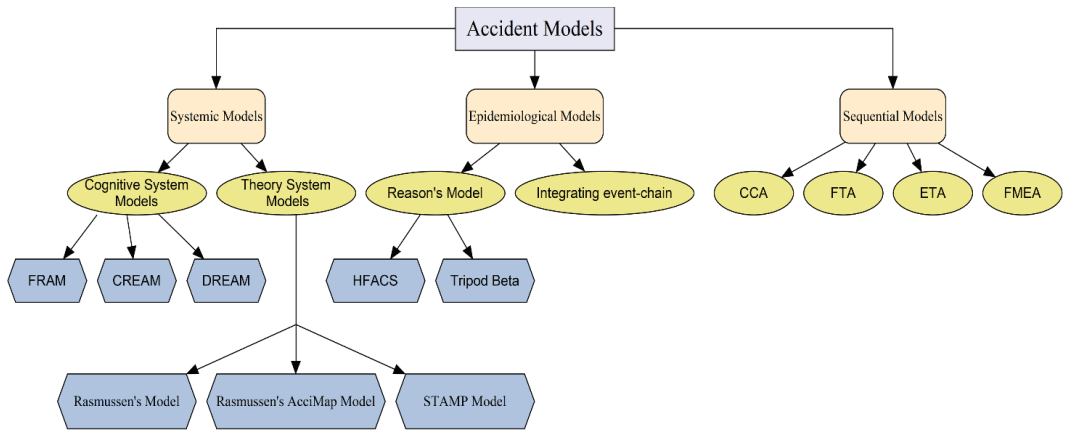 Accident Models
Systemic Models
Epidemiological Models
Sequential Models
Cognitive System
Models
Theory System
Models
Reason's Model
Integrating event-chain
CCA
FTA
ETA
FMEA
FRAM
CREAM
DREAM
HFACS
Tripod Beta
Rasmussen's Model
Rasmussen's AcciMap Model
STAMP Model